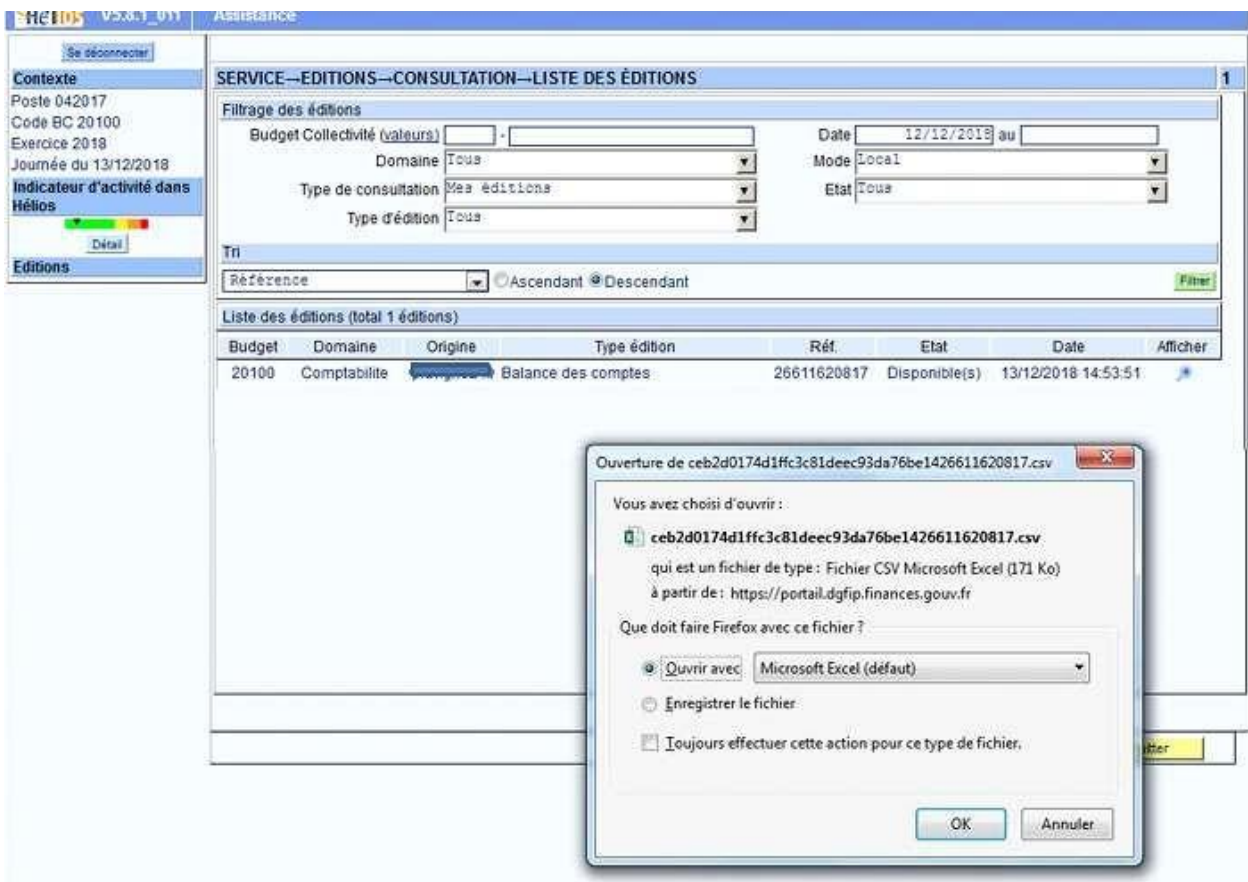 Hélios V5.8.1_011 Assistance
Se déconnecter
Contexte
Poste 042017
Code BC 20100
Exercice 2018
Journée du 13/12/2018
Indicateur d'activité dans
Hélios
Détail
Editions
SERVICE→EDITIONS→CONSULTATION→LISTE DES ÉDITIONS 1
Filtrage des éditions
Budget Collectivité (valeurs) - Date 12/12/2018 au
Domaine Tous Mode Local
Type de consultation Mes éditions Etat Tous
Type d'édition Tous
Tri
Référence Ascendant Descendant Filtrer
Liste des éditions (total 1 éditions)
Budget Domaine Origine Type édition Réf. Etat Date Afficher
20100 Comptabilite Balance des comptes 26611620817 Disponible(s) 13/12/2018 14:53:51
Ouverture de ceb2d0174d1ffc3c81deec93da76be1426611620817.csv
Vous avez choisi d'ouvrir :
ceb2d0174d1ffc3c81deec93da76be1426611620817.csv
qui est un fichier de type : Fichier CSV Microsoft Excel (171 Ko)
à partir de : https://portail.dgfip.finances.gouv.fr
Que doit faire Firefox avec ce fichier ?
Ouvrir avec Microsoft Excel (défaut)
Enregistrer le fichier
Toujours effectuer cette action pour ce type de fichier.
OK Annuler